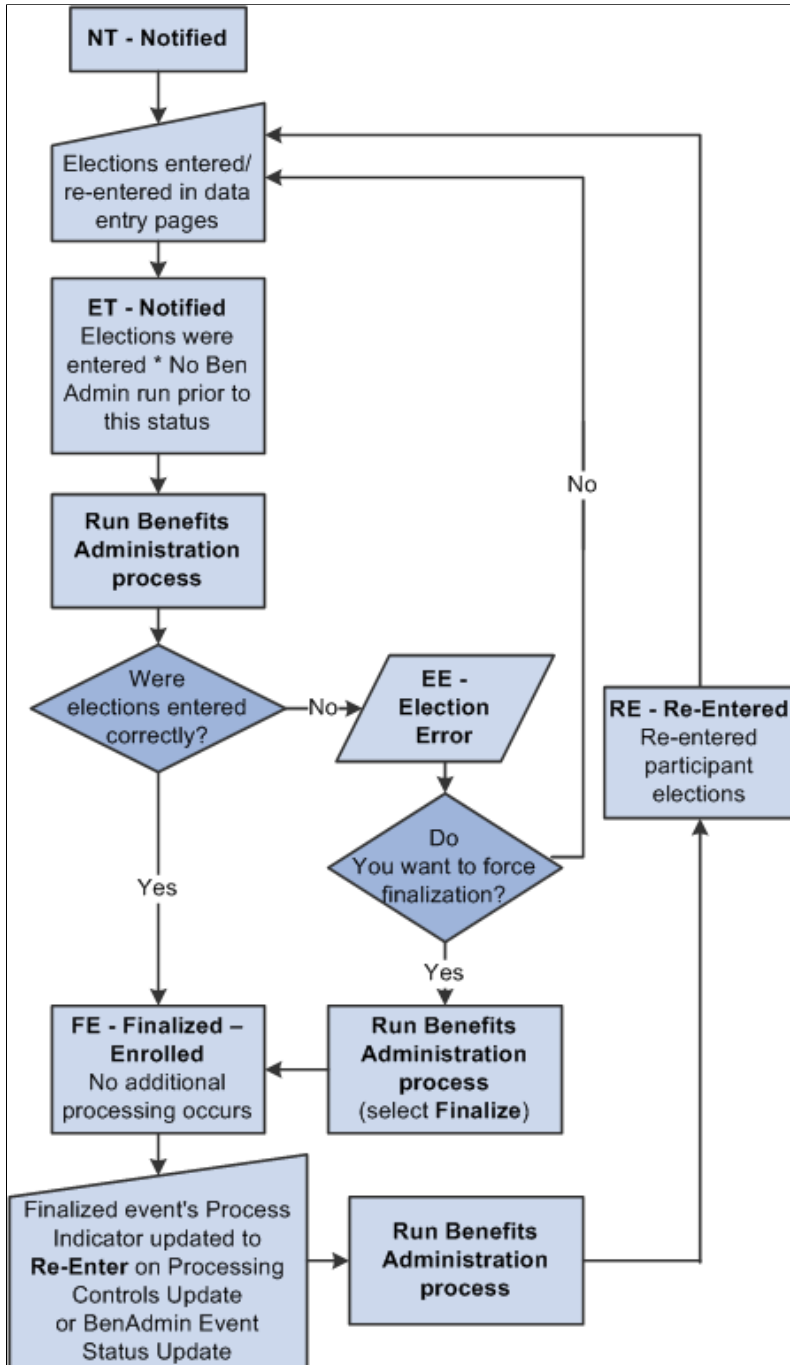 NT - Notified
Elections entered/
re-entered in data
entry pages
ET - Notified
Elections were
entered * No Ben
Admin run prior to
this status
Run Benefits
Administration
process
Were
elections entered
correctly?
No
EE -
Election
Error
No
RE - Re-Entered
Re-entered
participant
elections
Do
You want to force
finalization?
Yes
Yes
FE - Finalized –
Enrolled
No additional
processing occurs
Run Benefits
Administration
process
(select Finalize)
Finalized event's Process
Indicator updated to
Re-Enter on Processing
Controls Update
or BenAdmin Event
Status Update
Run Benefits
Administration
process